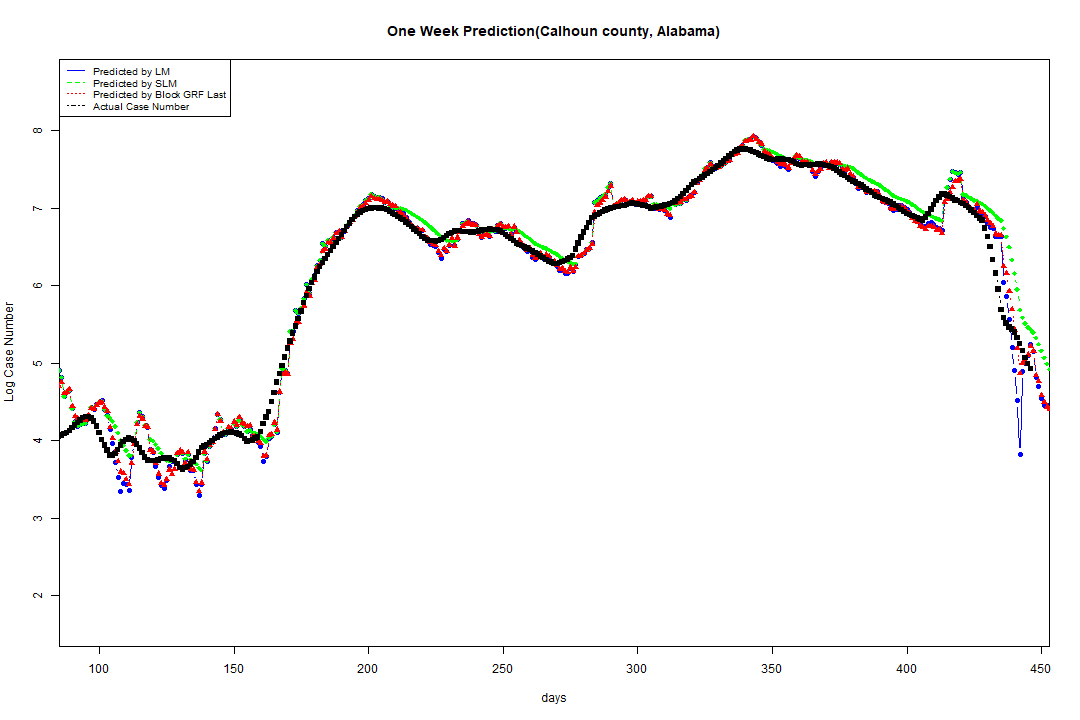 One Week Prediction(Calhoun county, Alabama)
Predicted by LM
Predicted by SLM
Predicted by Block GRF Last
Actual Case Number
Log Case Number
8
7
6
5
4
3
2
100 150 200 250 300 350 400 450
days